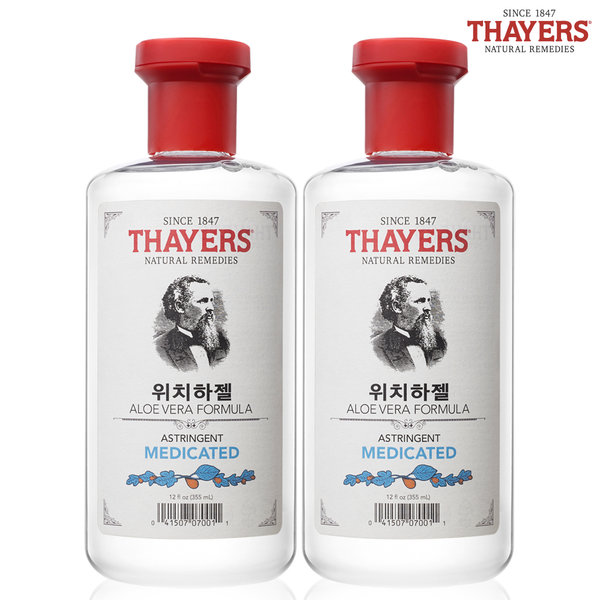 SINCE 1847
THAYERS®
NATURAL REMEDIES
SINCE 1847
THAYERS®
NATURAL REMEDIES
위치하젤
ALOE VERA FORMULA
ASTRINGENT
MEDICATED
12 fl oz (355 mL)
0 41507 07001 1
SINCE 1847
THAYERS®
NATURAL REMEDIES
위치하젤
ALOE VERA FORMULA
ASTRINGENT
MEDICATED
12 fl oz (355 mL)
0 41507 07001 1